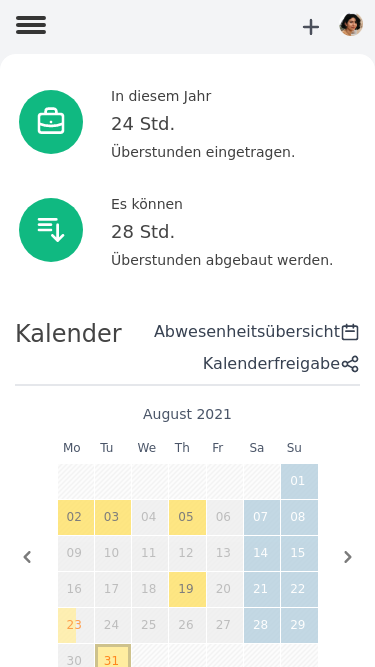 In diesem Jahr
24 Std.
Überstunden eingetragen.
Es können
28 Std.
Überstunden abgebaut werden.
Kalender
Abwesenheitsübersicht
Kalenderfreigabe
August 2021
Mo Tu We Th Fr Sa Su
01
02 03 04 05 06 07 08
09 10 11 12 13 14 15
16 17 18 19 20 21 22
23 24 25 26 27 28 29
30 31